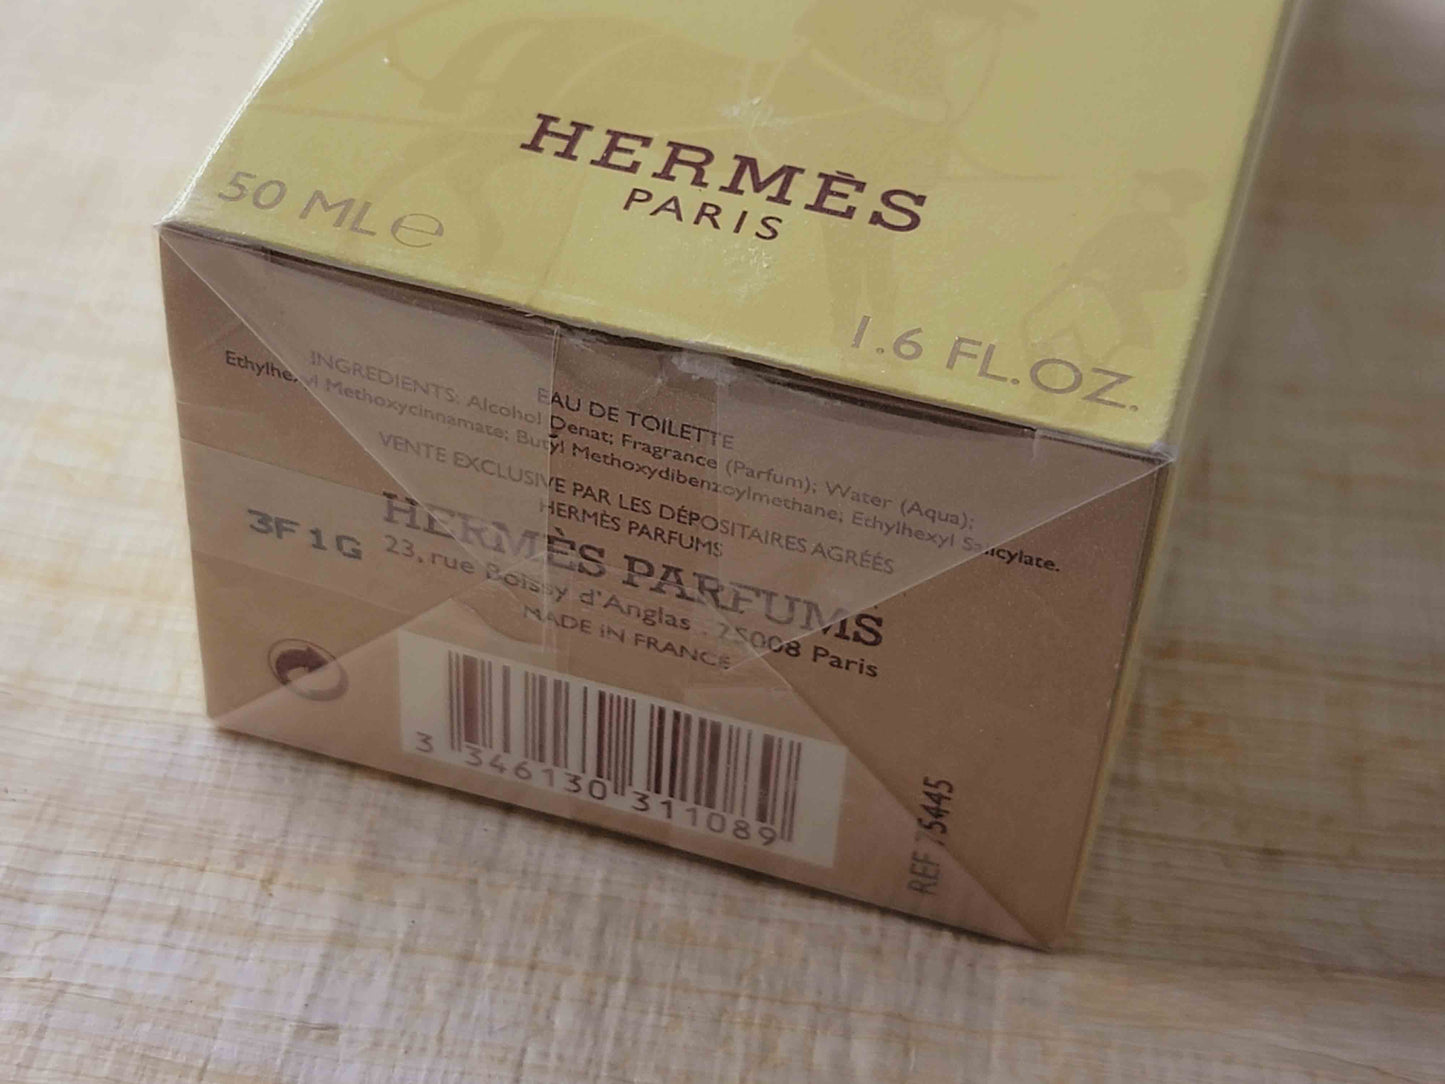 HERMÈS
PARIS
50 ML e
1.6 FL.OZ.
EAU DE TOILETTE
INGREDIENTS: Alcohol Denat; Fragrance (Parfum); Water (Aqua);
Ethylhexyl Methoxycinnamate; Butyl Methoxydibenzoylmethane; Ethylhexyl Salicylate.
VENTE EXCLUSIVE PAR LES DÉPOSITAIRES AGRÉÉS
HERMÈS PARFUMS
HERMÈS PARFUMS
23, rue Boissy d'Anglas . 75008 Paris
MADE IN FRANCE
3F1G
3 346130 311089
REF 75445